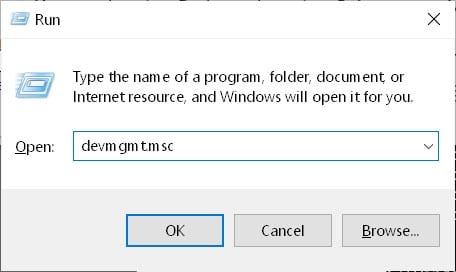 Run
Type the name of a program, folder, document, or
Internet resource, and Windows will open it for you.
Open: devmgmt.msc
OK Cancel Browse...